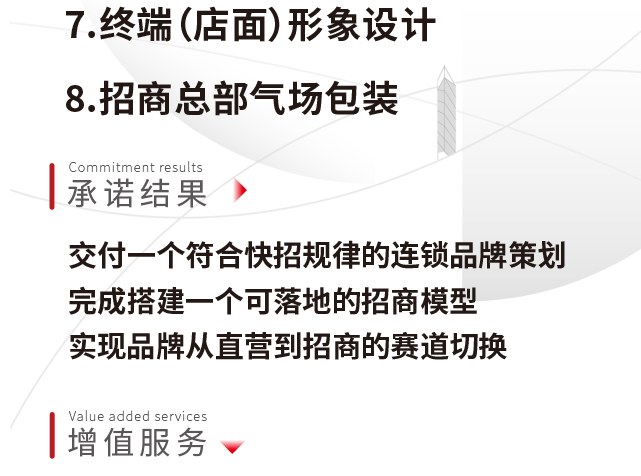 7.终端（店面）形象设计
8.招商总部气场包装
Commitment results
承诺结果
交付一个符合快招规律的连锁品牌策划
完成搭建一个可落地的招商模型
实现品牌从直营到招商的赛道切换
Value added services
增值服务